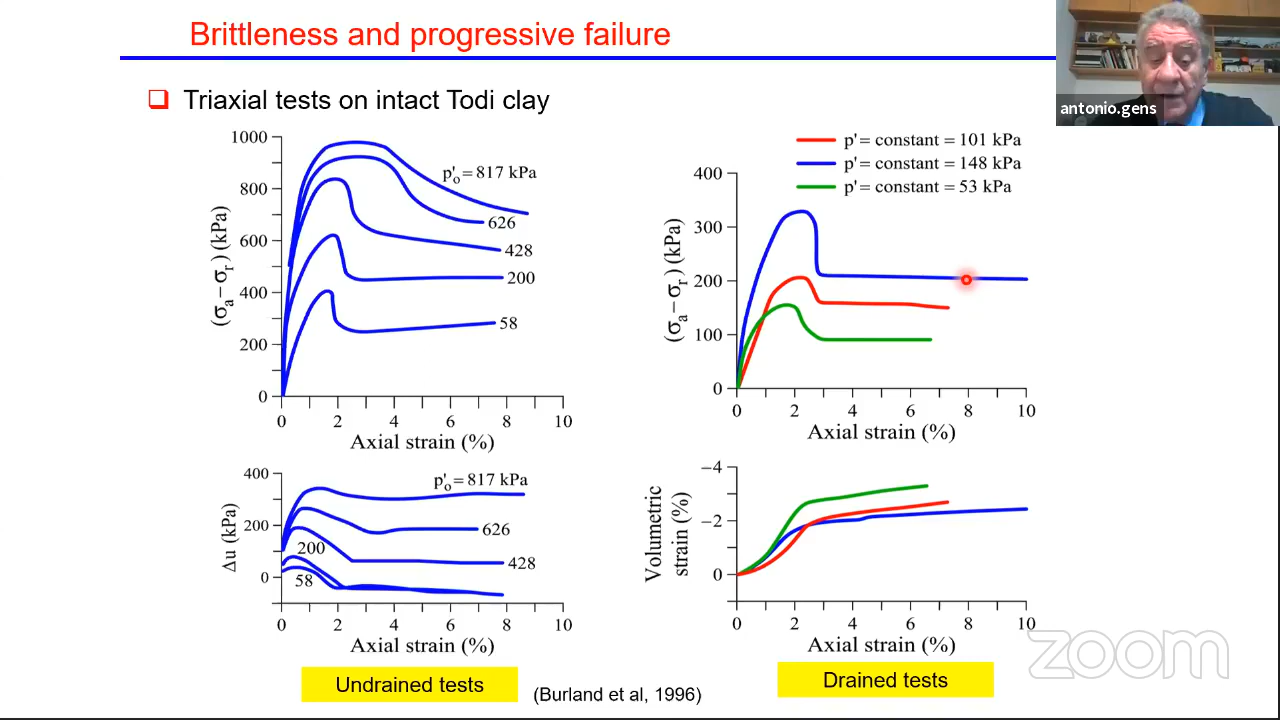 Brittleness and progressive failure
antonio.gens
❑ Triaxial tests on intact Todi clay
1000
800
600
400
200
0
(σa – σr) (kPa)
p'o = 817 kPa
626
428
200
58
0 2 4 6 8 10
Axial strain (%)
400
200
0
Δu (kPa)
p'o = 817 kPa
626
200
428
58
0 2 4 6 8 10
Axial strain (%)
Undrained tests
(Burland et al, 1996)
p' = constant = 101 kPa
p' = constant = 148 kPa
p' = constant = 53 kPa
400
300
200
100
0
(σa – σr) (kPa)
0 2 4 6 8 10
Axial strain (%)
−4
−2
0
Volumetric
strain (%)
0 2 4 6 8 10
Axial strain (%)
Drained tests
zoom